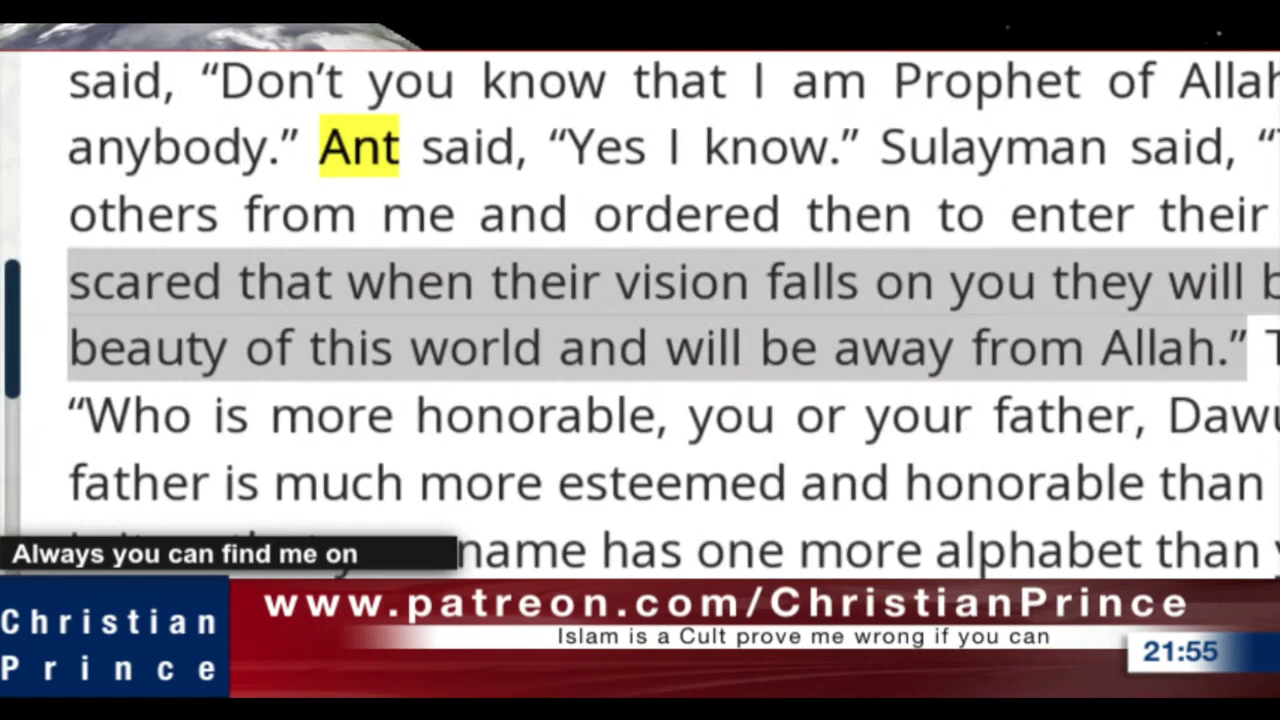 said, “Don’t you know that I am Prophet of Allah
anybody.” Ant said, “Yes I know.” Sulayman said, “
others from me and ordered then to enter their
scared that when their vision falls on you they will b
beauty of this world and will be away from Allah.” T
“Who is more honorable, you or your father, Dawu
father is much more esteemed and honorable than
name has one more alphabet than y
Always you can find me on
www.patreon.com/ChristianPrince
Christian
Prince
Islam is a Cult prove me wrong if you can
21:55